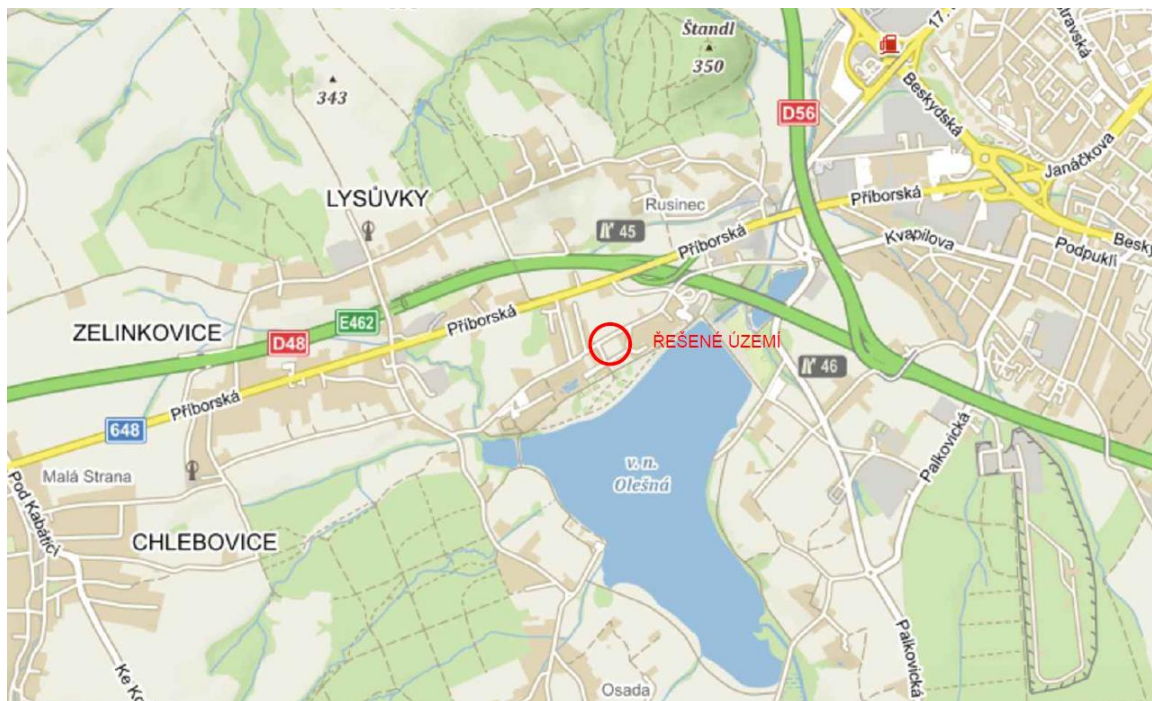 Štandl
350
343
17.
Beskydská
Janáčkova
D56
LYSŮVKY
Rusinec
Příborská
45
Příborská
Kvapilova
Podpuklí
ZELINKOVICE
E462
D48
Příborská
ŘEŠENÉ ÚZEMÍ
46
Příborská
648
Malá Strana
v. n.
Olešná
Palkovická
Pod Kabáticí
CHLEBOVICE
Palkovická
Osada